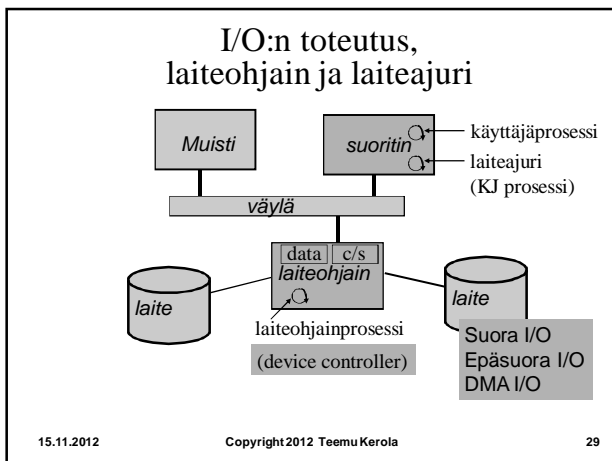 I/O:n toteutus,
laiteohjain ja laiteajuri
Muisti
suoritin
käyttäjäprosessi
laiteajuri
(KJ prosessi)
väylä
data c/s
laiteohjain
laite
laite
laiteohjainprosessi
(device controller)
Suora I/O
Epäsuora I/O
DMA I/O
15.11.2012 Copyright 2012 Teemu Kerola 29